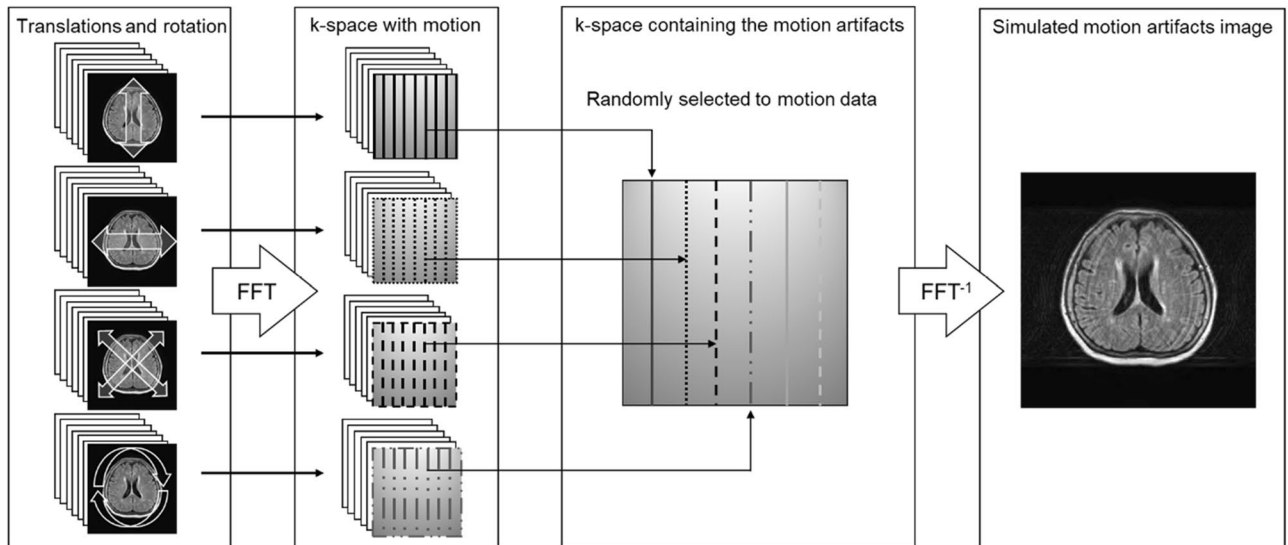 Translations and rotation
k-space with motion
k-space containing the motion artifacts
Simulated motion artifacts image
Randomly selected to motion data
FFT
FFT-1